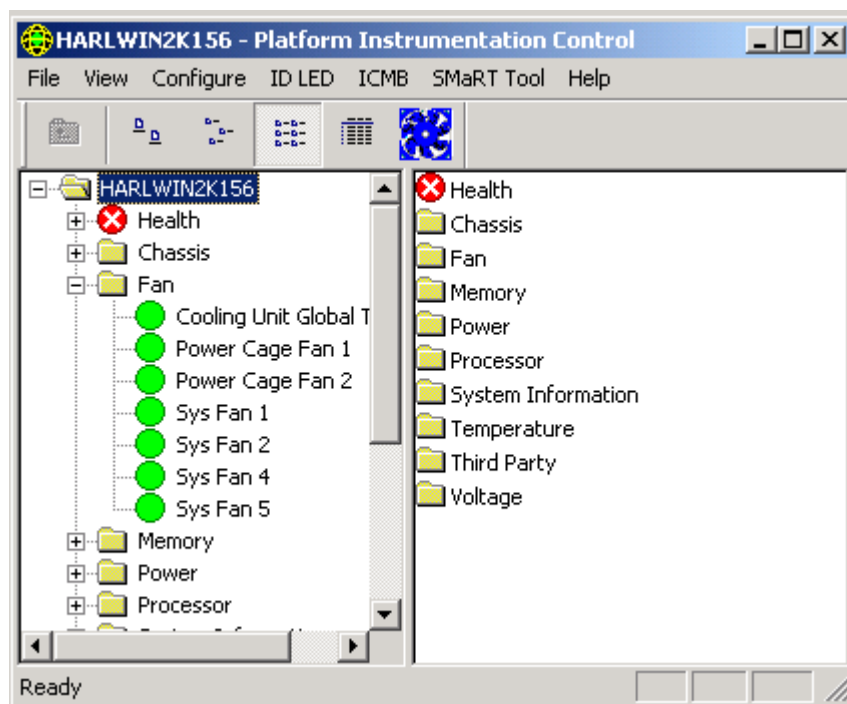 HARLWIN2K156 - Platform Instrumentation Control
File View Configure ID LED ICMB SMaRT Tool Help
HARLWIN2K156
Health
Chassis
Fan
Cooling Unit Global T
Power Cage Fan 1
Power Cage Fan 2
Sys Fan 1
Sys Fan 2
Sys Fan 4
Sys Fan 5
Memory
Power
Processor
Health
Chassis
Fan
Memory
Power
Processor
System Information
Temperature
Third Party
Voltage
Ready